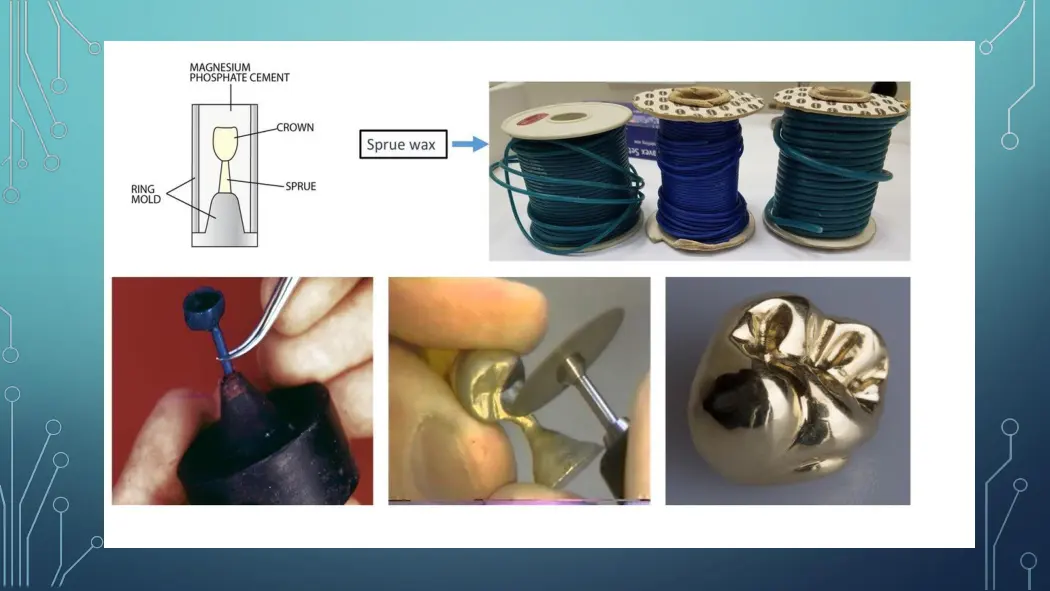 MAGNESIUM
PHOSPHATE CEMENT
CROWN
SPRUE
RING
MOLD
Sprue wax